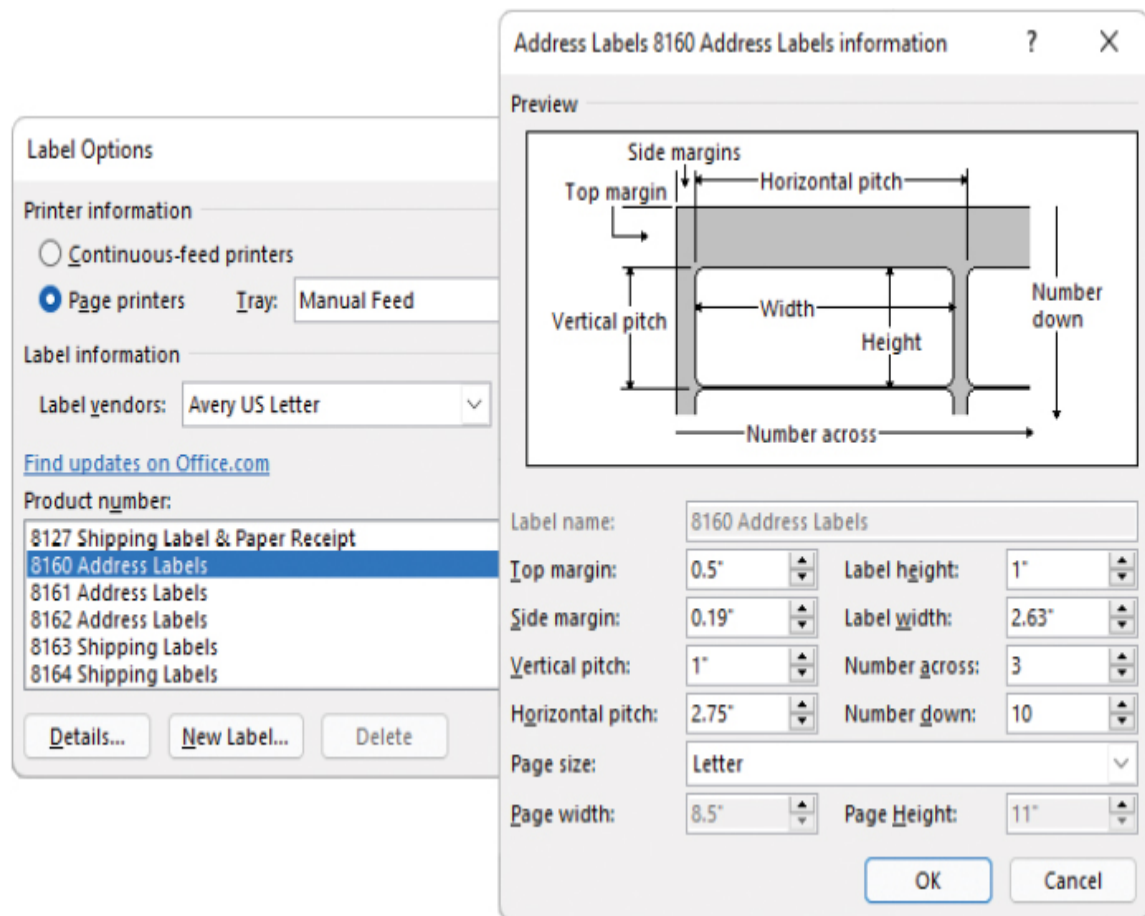 Label Options
Printer information
Continuous-feed printers
Page printers Tray: Manual Feed
Label information
Label vendors: Avery US Letter
Find updates on Office.com
Product number:
8127 Shipping Label & Paper Receipt
8160 Address Labels
8161 Address Labels
8162 Address Labels
8163 Shipping Labels
8164 Shipping Labels
Details... New Label... Delete
Address Labels 8160 Address Labels information ? X
Preview
Side margins
Horizontal pitch
Top margin
Width
Number
down
Vertical pitch
Height
Number across
Label name: 8160 Address Labels
Top margin: 0.5" Label height: 1"
Side margin: 0.19" Label width: 2.63"
Vertical pitch: 1" Number across: 3
Horizontal pitch: 2.75" Number down: 10
Page size: Letter
Page width: 8.5" Page Height: 11"
OK Cancel